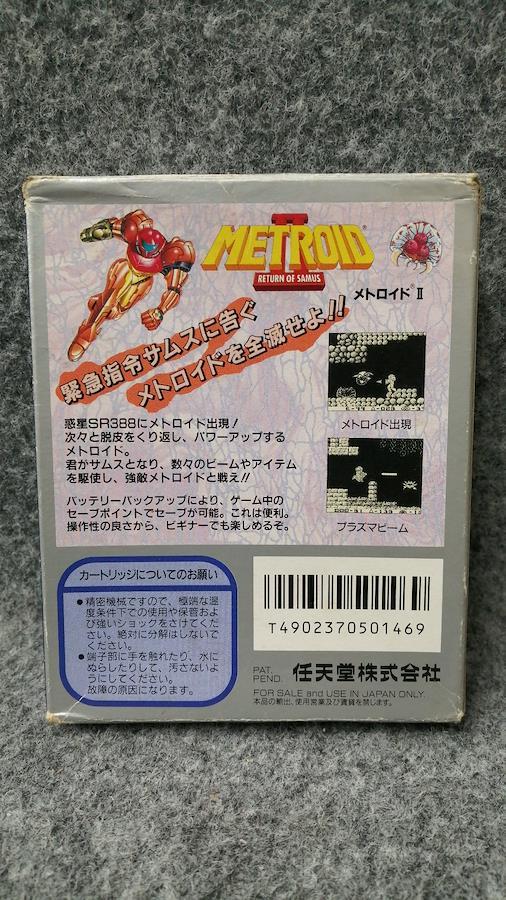 METROID®
II
RETURN OF SAMUS
メトロイド® II
緊急指令サムスに告ぐ
メトロイドを全滅せよ!!
惑星SR388にメトロイド出現!
次々と脱皮をくり返し、パワーアップする
メトロイド。
君がサムスとなり、数々のビームやアイテム
を駆使し、強敵メトロイドと戦え!!
バッテリーバックアップにより、ゲーム中の
セーブポイントでセーブが可能。これは便利。
操作性の良さから、ビギナーでも楽しめるぞ。
メトロイド出現
プラズマビーム
カートリッジについてのお願い
●精密機械ですので、極端な温
度条件下での使用や保管およ
び強いショックをさけてくだ
さい。絶対に分解はしないで
ください。
●端子部に手を触れたり、水に
ぬらしたりして、汚さないよ
うにしてください。
故障の原因になります。
T4902370501469
PAT.
PEND.
任天堂株式会社
FOR SALE and USE IN JAPAN ONLY.
本品の輸出、使用営業及び賃貸を禁じます。